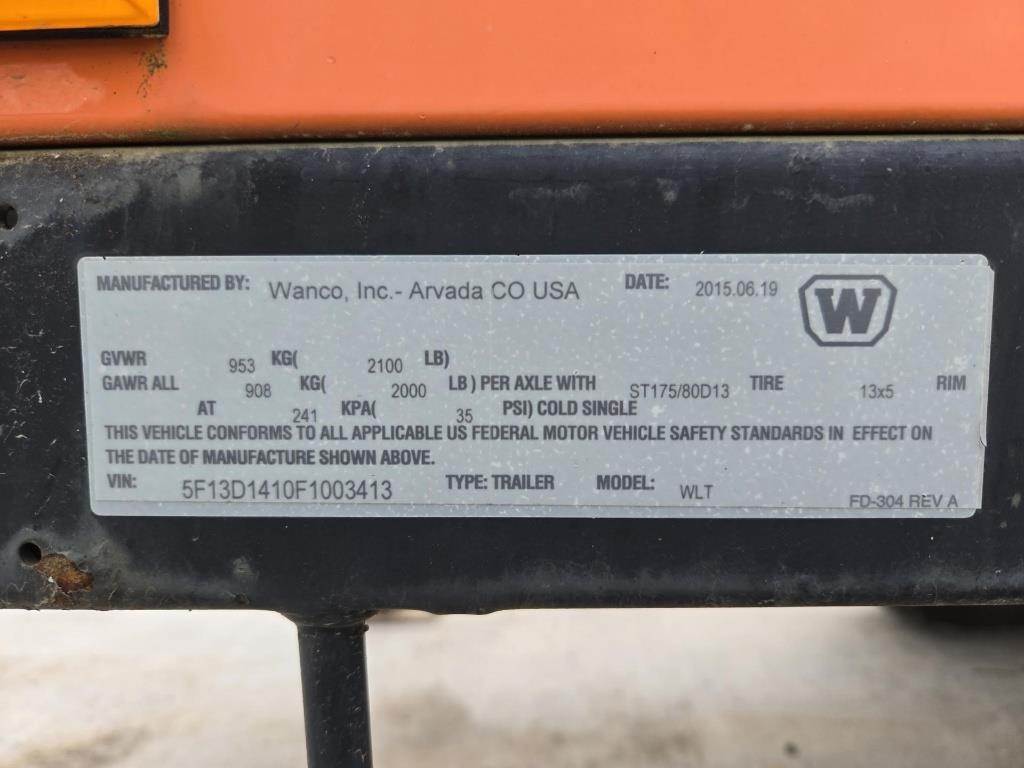 MANUFACTURED BY: Wanco, Inc.- Arvada CO USA DATE: 2015.06.19 W
GVWR 953 KG( 2100 LB)
GAWR ALL 908 KG( 2000 LB ) PER AXLE WITH ST175/80D13 TIRE 13x5 RIM
AT 241 KPA( 35 PSI) COLD SINGLE
THIS VEHICLE CONFORMS TO ALL APPLICABLE US FEDERAL MOTOR VEHICLE SAFETY STANDARDS IN EFFECT ON
THE DATE OF MANUFACTURE SHOWN ABOVE.
VIN: 5F13D1410F1003413 TYPE: TRAILER MODEL: WLT FD-304 REV A